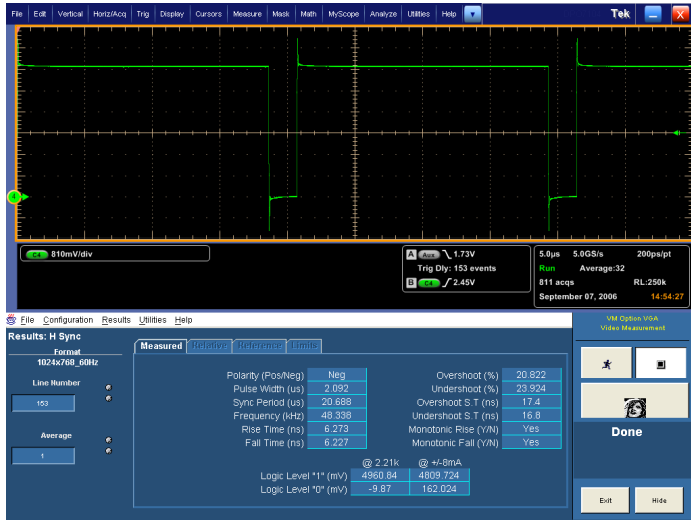 File Edit Vertical Horiz/Acq Trig Display Cursors Measure Mask Math MyScope Analyze Utilities Help Tek X
C4 810mV/div
A Aux 1.73V
Trig Dly: 153 events
B C4 2.45V
5.0µs 5.0GS/s 200ps/pt
Run Average:32
811 acqs RL:250k
September 07, 2006 14:54:27
File Configuration Results Utilities Help
Results: H Sync
Format
1024x768_60Hz
Line Number
153
Average
1
Measured Relative Reference Limits
Polarity (Pos/Neg) Neg
Pulse Width (us) 2.092
Sync Period (us) 20.688
Frequency (kHz) 48.338
Rise Time (ns) 6.273
Fall Time (ns) 6.227
Overshoot (%) 20.822
Undershoot (%) 23.924
Overshoot S.T (ns) 17.4
Undershoot S.T (ns) 16.8
Monotonic Rise (Y/N) Yes
Monotonic Fall (Y/N) Yes
@ 2.21k @ +/-8mA
Logic Level "1" (mV) 4960.84 4809.724
Logic Level "0" (mV) -9.87 162.024
VM Option VGA
Video Measurement
Done
Exit Hide